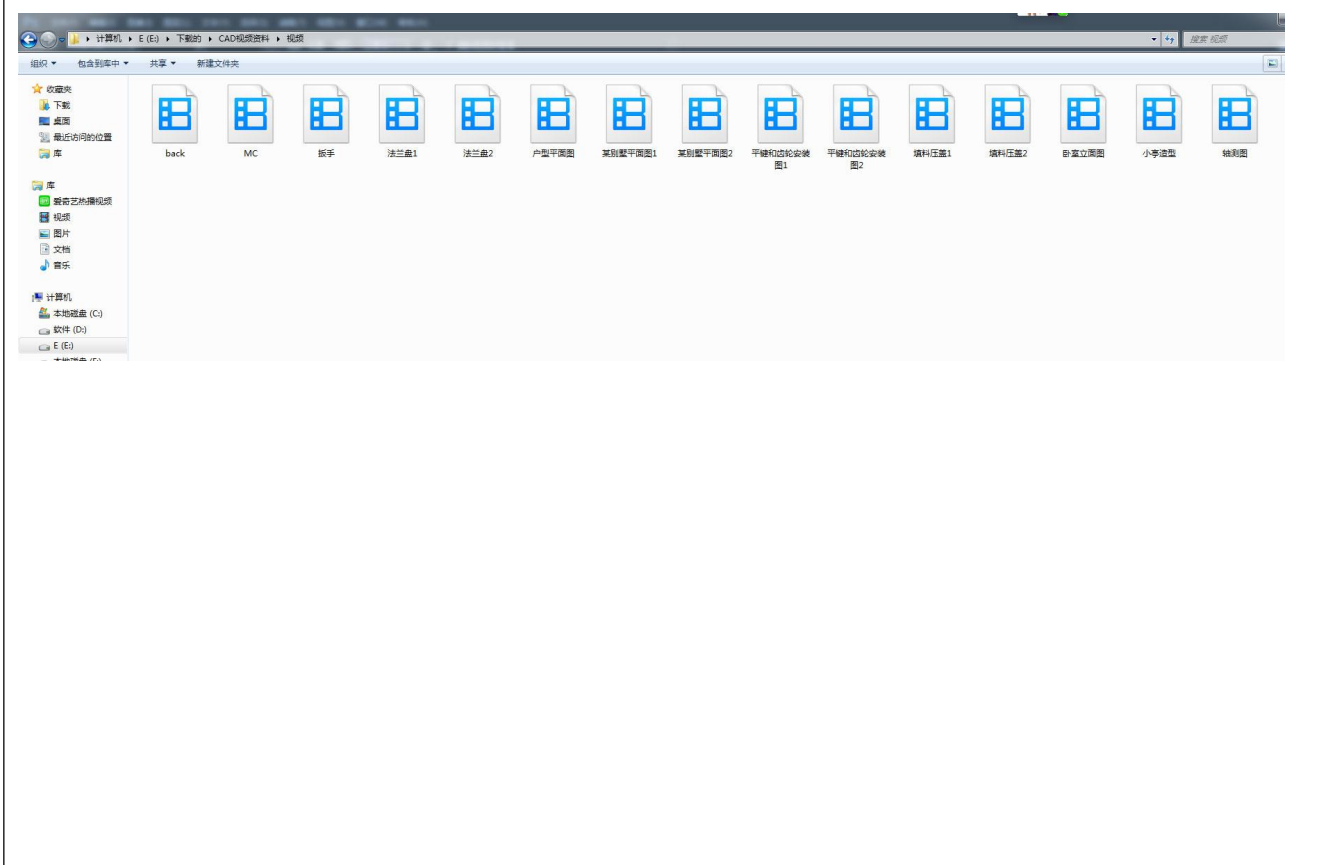 计算机 E (E:) 下载的 CAD视频资料 视频
搜索 视频
组织 包含到库中 共享 新建文件夹
收藏夹
下载
桌面
最近访问的位置
库
库
爱奇艺热播视频
视频
图片
文档
音乐
计算机
本地磁盘 (C:)
软件 (D:)
E (E:)
back
MC
扳手
法兰盘1
法兰盘2
户型平面图
某别墅平面图1
某别墅平面图2
平键和齿轮安装
图1
平键和齿轮安装
图2
填料压盖1
填料压盖2
卧室立面图
小亭造型
轴测图